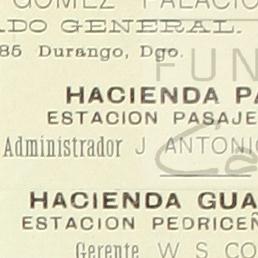 GOMEZ PALACIO
DO GENERAL.
85 Durango, Dgo.
FUN
HACIENDA PA
ESTACION PASAJE
Administrador J ANTONIO
HACIENDA GUA
ESTACION PEDRICEÑ
Gerente W S CO